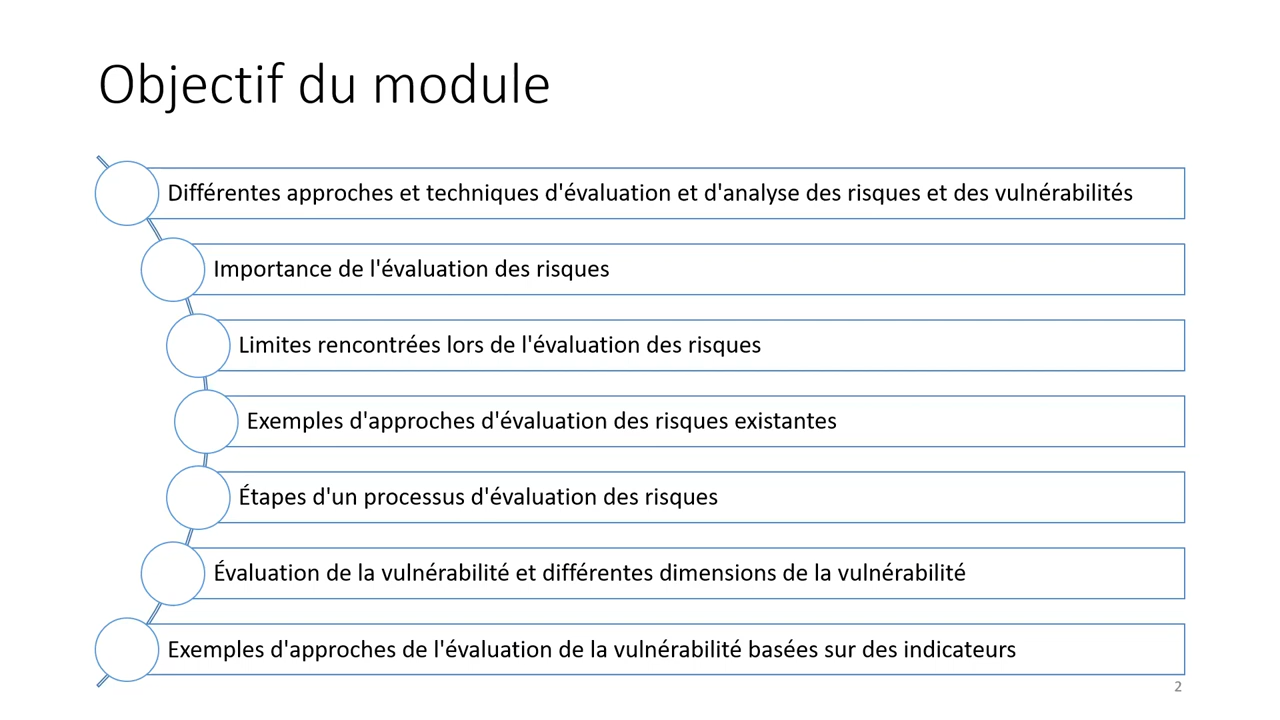 Objectif du module
Différentes approches et techniques d'évaluation et d'analyse des risques et des vulnérabilités
Importance de l'évaluation des risques
Limites rencontrées lors de l'évaluation des risques
Exemples d'approches d'évaluation des risques existantes
Étapes d'un processus d'évaluation des risques
Évaluation de la vulnérabilité et différentes dimensions de la vulnérabilité
Exemples d'approches de l'évaluation de la vulnérabilité basées sur des indicateurs
2